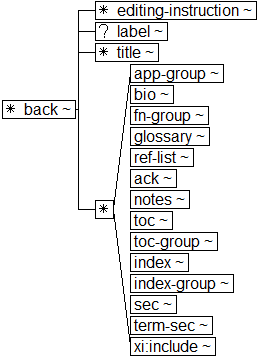 * editing-instruction ~
? label ~
* title ~
app-group ~
bio ~
fn-group ~
glossary ~
* back ~
ref-list ~
ack ~
notes ~
*
toc ~
toc-group ~
index ~
index-group ~
sec ~
term-sec ~
xi:include ~